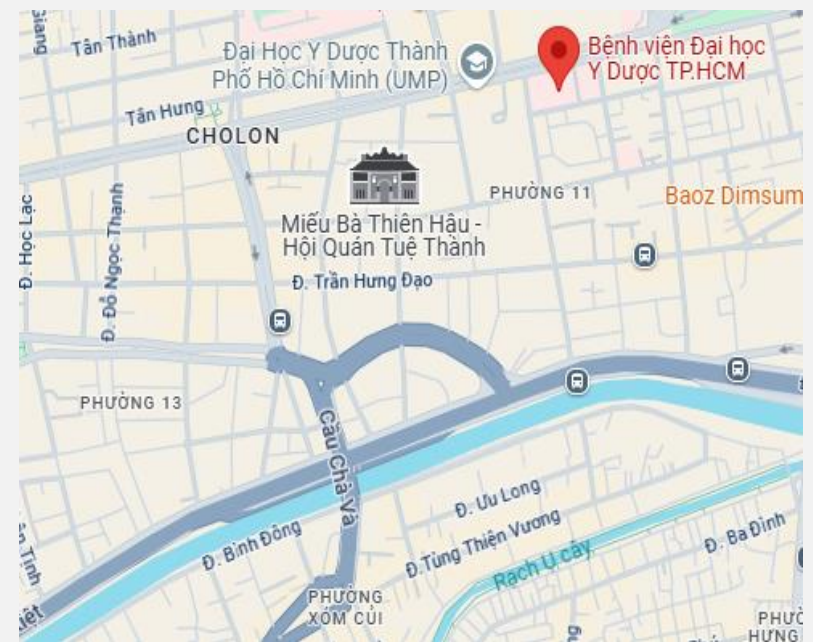 Giang
Tân Thành
Đại Học Y Dược Thành
Phố Hồ Chí Minh (UMP)
Bệnh viện Đại học
Y Dược TP.HCM
Tân Hưng
CHOLON
PHƯỜNG 11
Baoz Dimsum
Đ. Học Lạc
Đ. Đỗ Ngọc Thạnh
Miếu Bà Thiên Hậu -
Hội Quán Tuệ Thành
Đ. Trần Hưng Đạo
PHƯỜNG 13
Cầu Chà Và
Đ. Ưu Long
Đ. Bình Đông
Đ.Tùng Thiện Vương
Rạch Ụ cây
Đ. Ba Đình
PHƯỜNG
XÓM CỦI
PHƯỜ
HƯNG